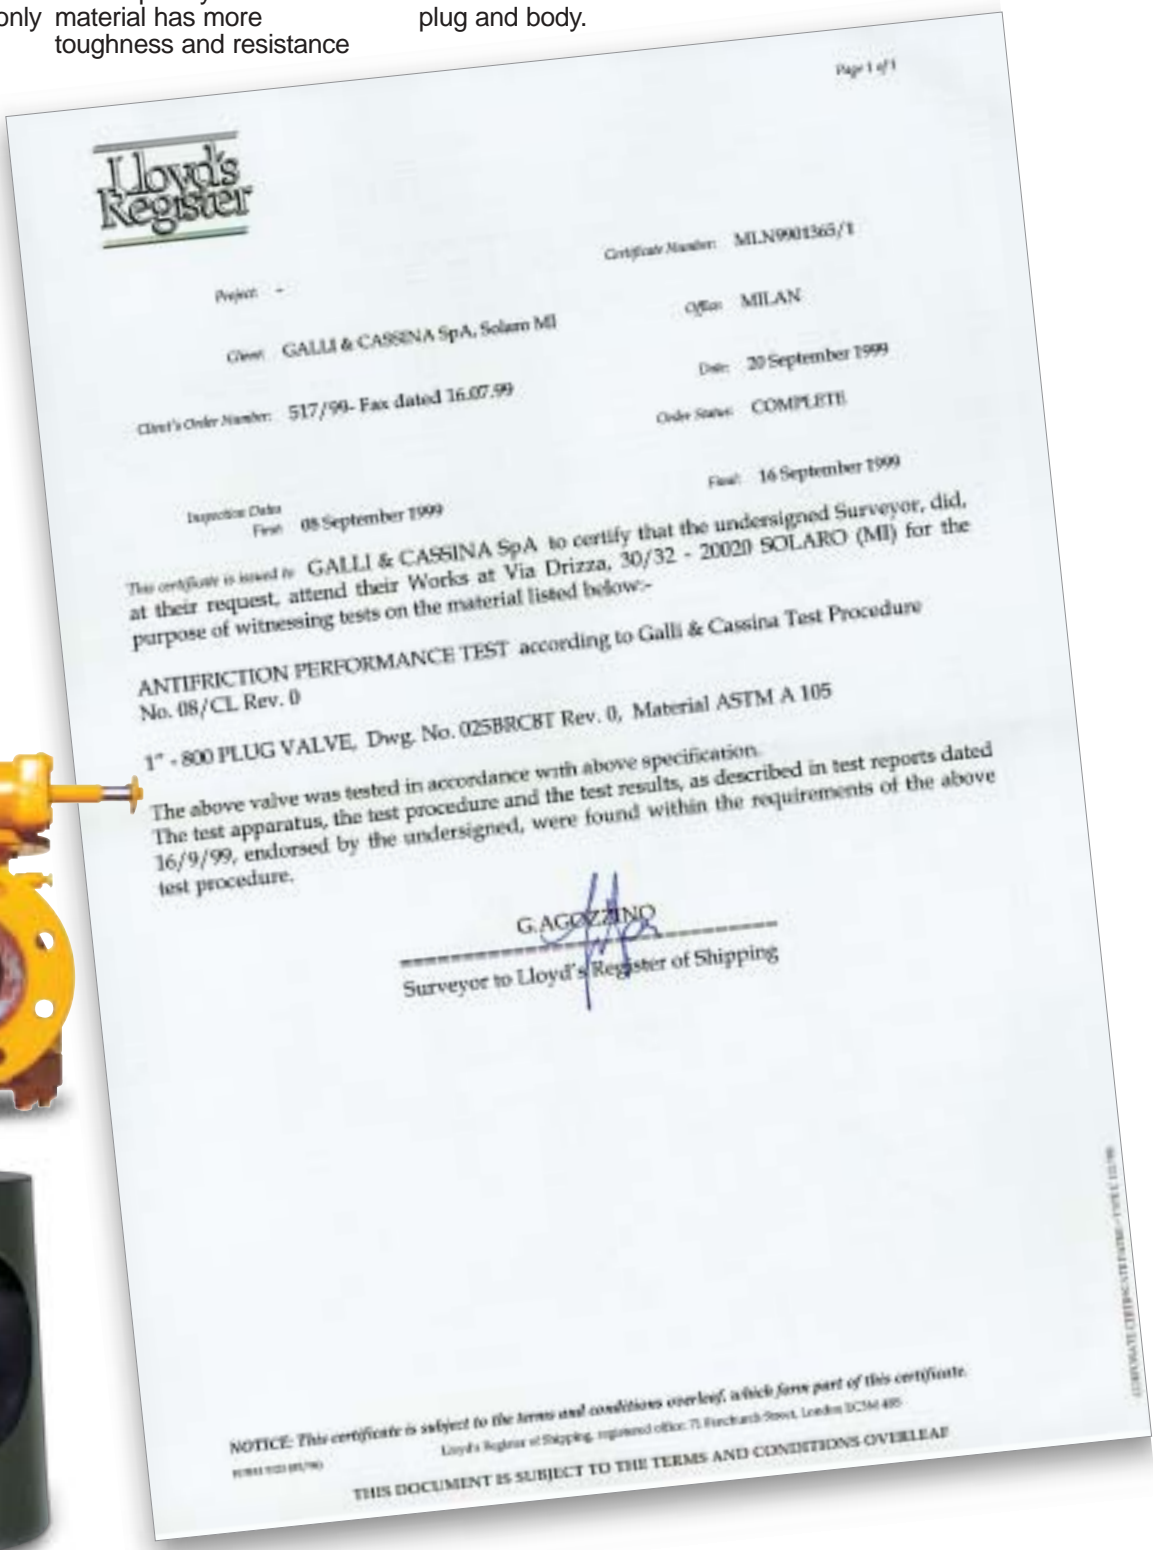 only material has more
toughness and resistance
plug and body.
Page 1 of 1
Lloyd's
Register
Certificate Number: MLN9901365/1
Project: -
Office: MILAN
Client: GALLI & CASSINA SpA, Solaro MI
Date: 20 September 1999
Client's Order Number: 517/99- Fax dated 16.07.99
Order Status: COMPLETE
Inspection Dates
First: 08 September 1999
Final: 16 September 1999
This certificate is issued to GALLI & CASSINA SpA to certify that the undersigned Surveyor, did,
at their request, attend their Works at Via Drizza, 30/32 - 20020 SOLARO (MI) for the
purpose of witnessing tests on the material listed below:-
ANTIFRICTION PERFORMANCE TEST according to Galli & Cassina Test Procedure
No. 08/CL Rev. 0
1" - 800 PLUG VALVE, Dwg. No. 025BRC8T Rev. 0, Material ASTM A 105
The above valve was tested in accordance with above specification.
The test apparatus, the test procedure and the test results, as described in test reports dated
16/9/99, endorsed by the undersigned, were found within the requirements of the above
test procedure.
G.AGOZZINO
Surveyor to Lloyd's Register of Shipping
NOTICE: This certificate is subject to the terms and conditions overleaf, which form part of this certificate.
Lloyd's Register of Shipping, registered office: 71 Fenchurch Street, London EC3M 4BS
THIS DOCUMENT IS SUBJECT TO THE TERMS AND CONDITIONS OVERLEAF